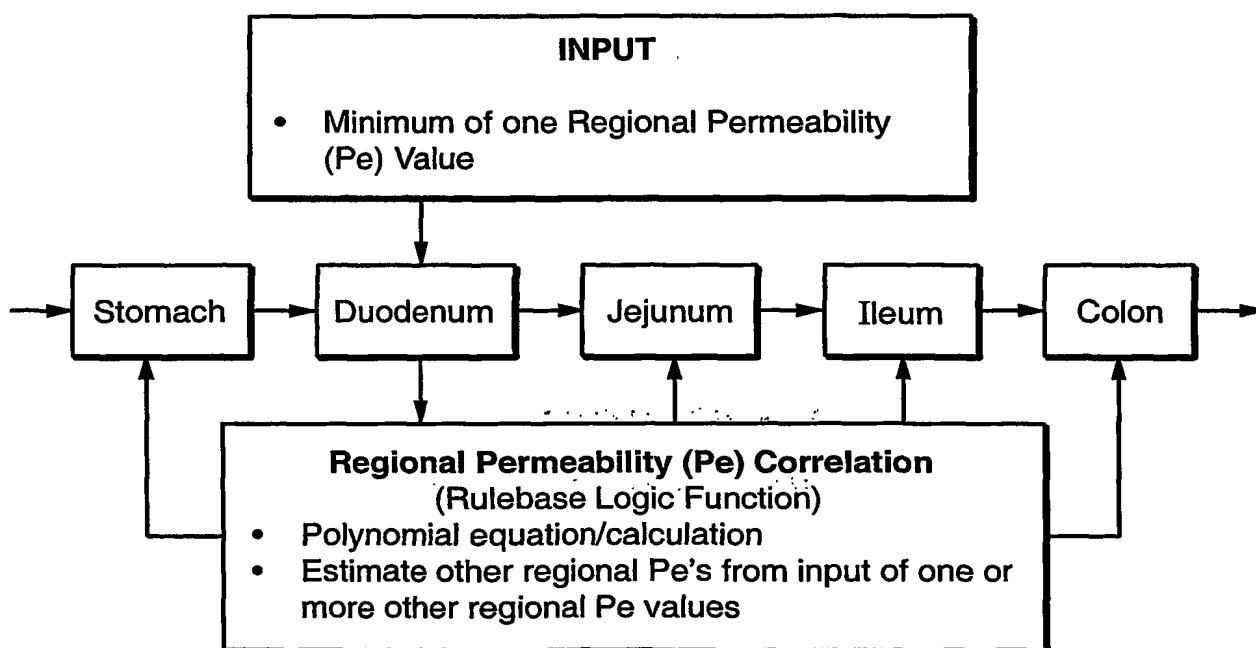 INPUT
• Minimum of one Regional Permeability
(Pe) Value
Stomach
Duodenum
Jejunum
Ileum
Colon
Regional Permeability (Pe) Correlation
(Rulebase Logic Function)
• Polynomial equation/calculation
• Estimate other regional Pe's from input of one or
more other regional Pe values